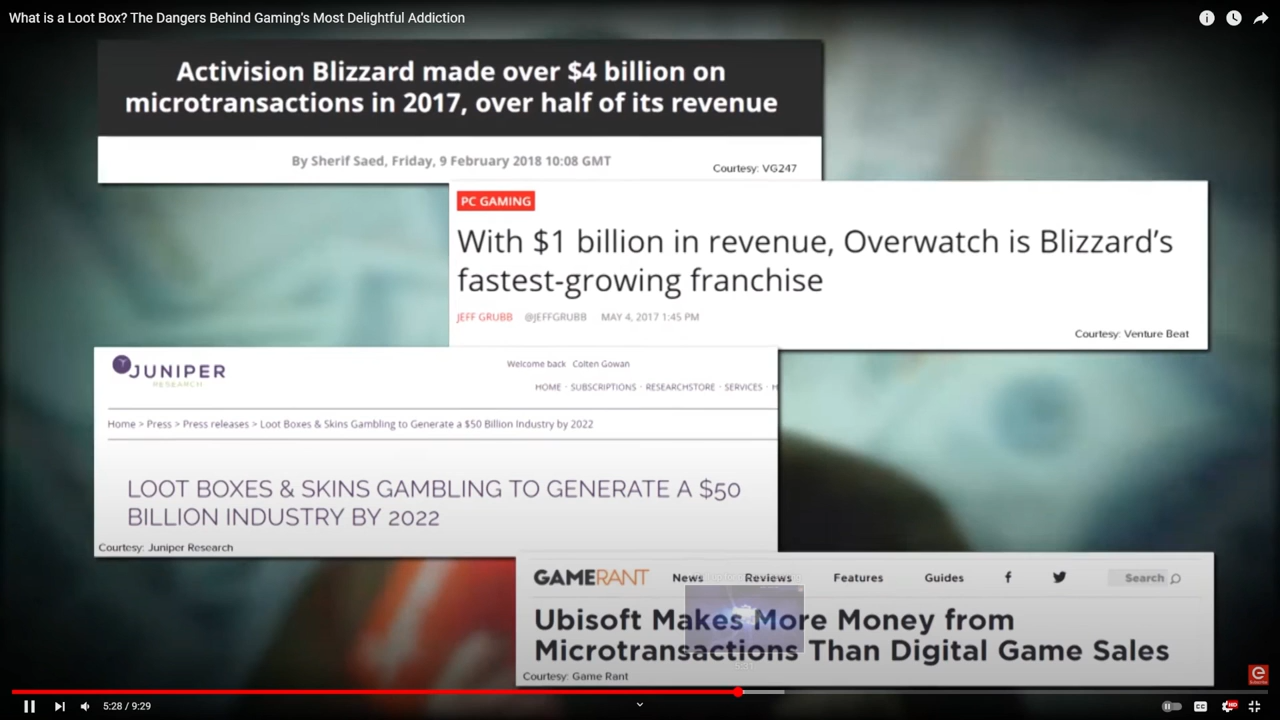 What is a Loot Box? The Dangers Behind Gaming's Most Delightful Addiction
Activision Blizzard made over $4 billion on
microtransactions in 2017, over half of its revenue
By Sherif Saed, Friday, 9 February 2018 10:08 GMT
Courtesy: VG247
PC GAMING
With $1 billion in revenue, Overwatch is Blizzard's
fastest-growing franchise
JEFF GRUBB @JEFFGRUBB MAY 4, 2017 1:45 PM
Courtesy: Venture Beat
JUNIPER
RESEARCH
Welcome back Colten Gowan
HOME · SUBSCRIPTIONS · RESEARCHSTORE · SERVICES ·
Home > Press > Press releases > Loot Boxes & Skins Gambling to Generate a $50 Billion Industry by 2022
LOOT BOXES & SKINS GAMBLING TO GENERATE A $50
BILLION INDUSTRY BY 2022
Courtesy: Juniper Research
GAMERANT News Reviews Features Guides Search
Ubisoft Makes More Money from
Microtransactions Than Digital Game Sales
Courtesy: Game Rant
5:28 / 9:29
CC
HD